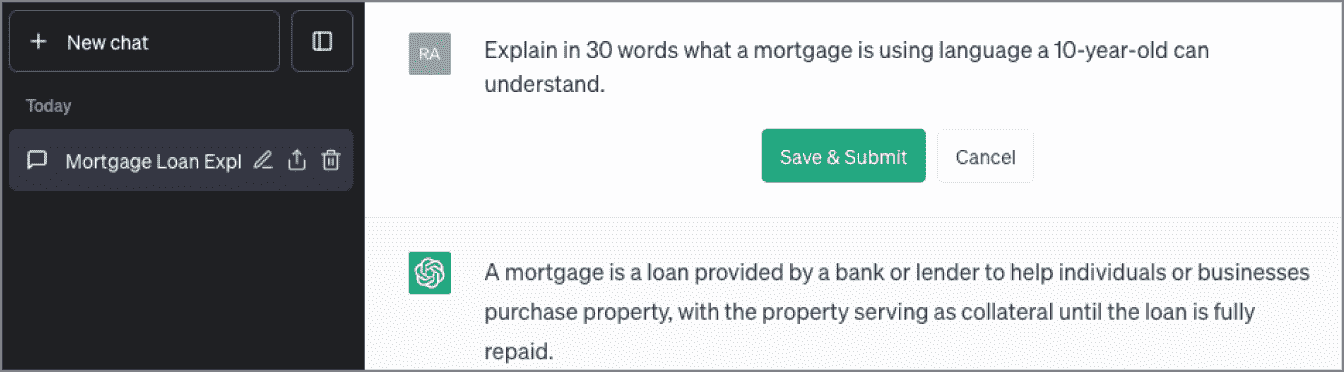 New chat
Today
Mortgage Loan Expl
RA
Explain in 30 words what a mortgage is using language a 10-year-old can
understand.
Save & Submit
Cancel
A mortgage is a loan provided by a bank or lender to help individuals or businesses
purchase property, with the property serving as collateral until the loan is fully
repaid.